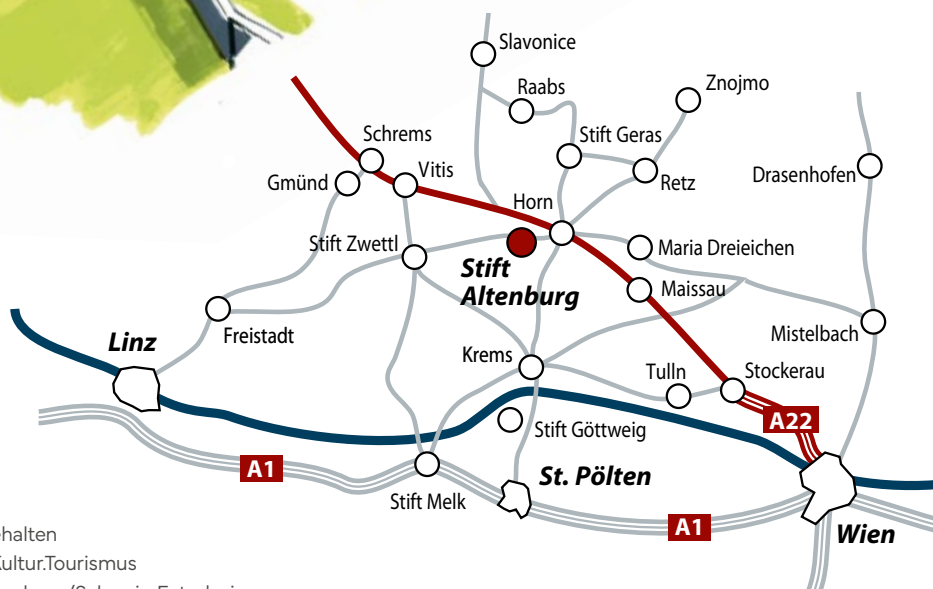 Slavonice
Raabs
Znojmo
Schrems
Stift Geras
Vitis
Gmünd
Retz
Drasenhofen
Horn
Stift Zwettl
Maria Dreieichen
Stift
Altenburg
Maissau
Freistadt
Mistelbach
Linz
Krems
Tulln
Stockerau
A22
Stift Göttweig
A1
St. Pölten
Stift Melk
A1
Wien
ehalten
Kultur.Tourismus